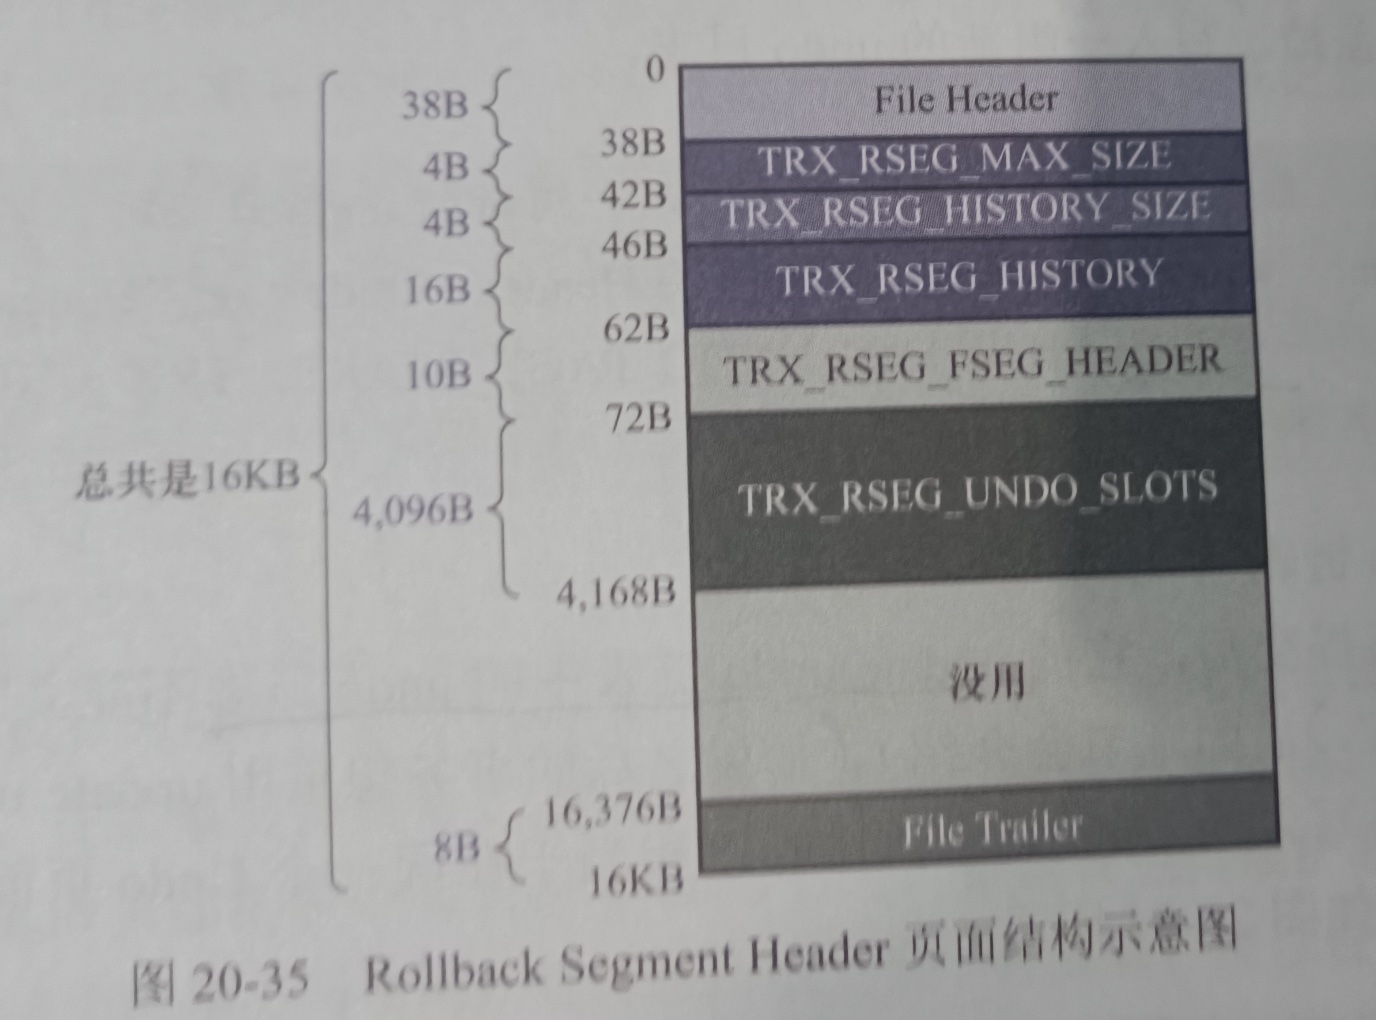 0
38B
File Header
38B
4B
TRX_RSEG_MAX_SIZE
42B
4B
TRX_RSEG_HISTORY_SIZE
46B
16B
TRX_RSEG_HISTORY
62B
10B
TRX_RSEG_FSEG_HEADER
72B
总共是16KB
4,096B
TRX_RSEG_UNDO_SLOTS
4,168B
没用
16,376B
8B
File Trailer
16KB
图 20-35 Rollback Segment Header 页面结构示意图